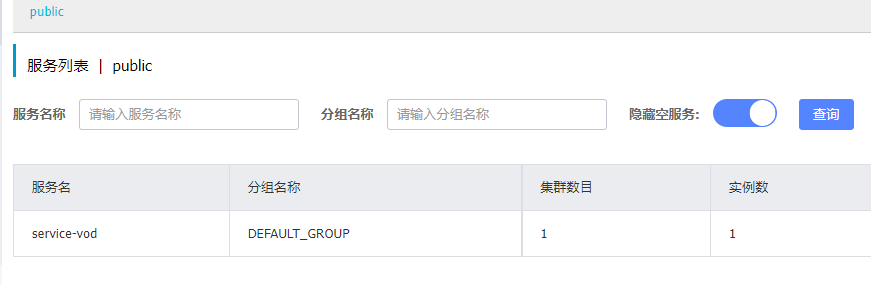 public
服务列表 | public
服务名称 请输入服务名称 分组名称 请输入分组名称 隐藏空服务: 查询
服务名 分组名称 集群数目 实例数
service-vod DEFAULT_GROUP 1 1